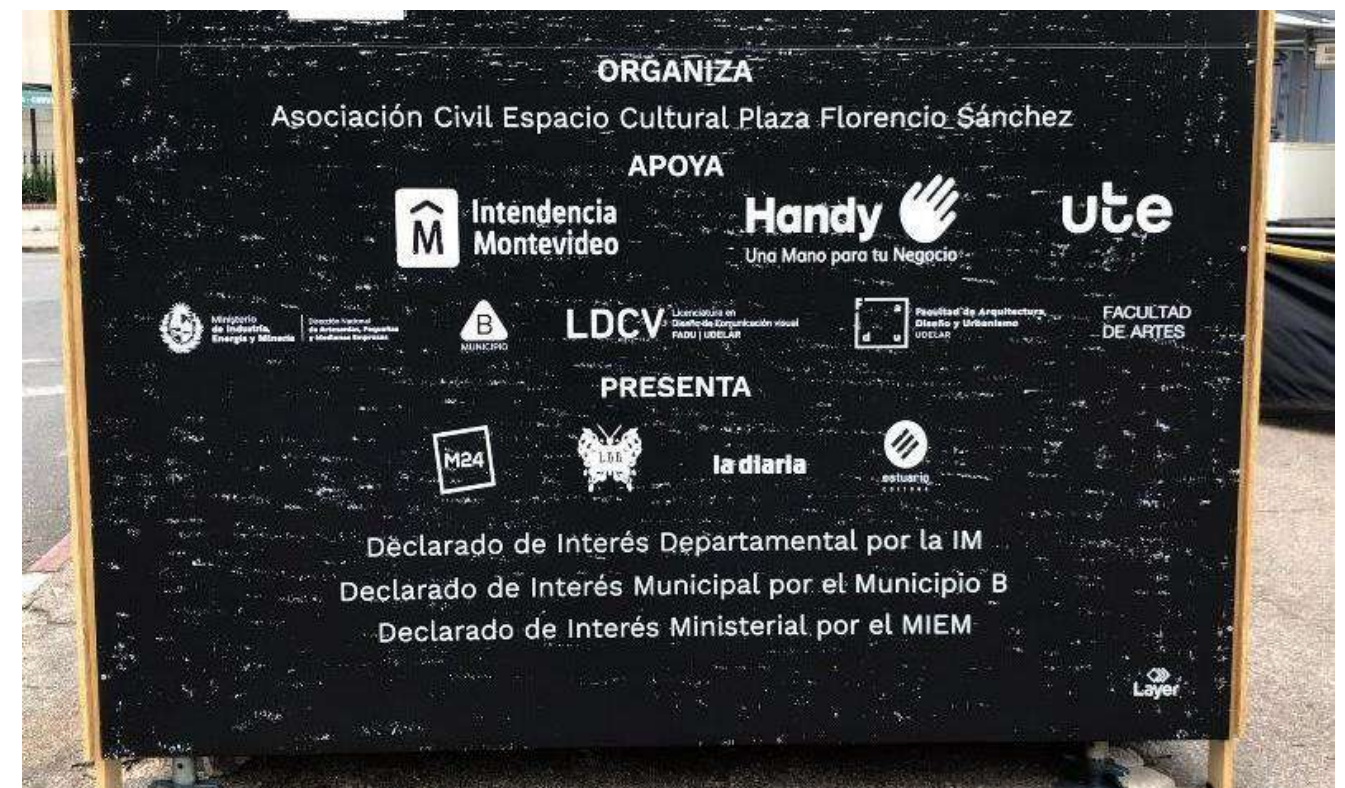 ORGANIZA
Asociación Civil Espacio Cultural Plaza Florencio Sánchez
APOYA
Intendencia
Montevideo
Handy
Una Mano para tu Negocio
ute
Ministerio
de Industria,
Energía y Minería
Dirección Nacional
de Artesanías, Pequeñas
y Medianas Empresas
B
MUNICIPIO
LDCV
Licenciatura en
Diseño de Comunicación Visual
FADU | UDELAR
F a
d u
Facultad de Arquitectura,
Diseño y Urbanismo
UDELAR
FACULTAD
DE ARTES
PRESENTA
M24
la diaria
estuario
Declarado de Interés Departamental por la IM
Declarado de Interés Municipal por el Municipio B
Declarado de Interés Ministerial por el MIEM
Layer